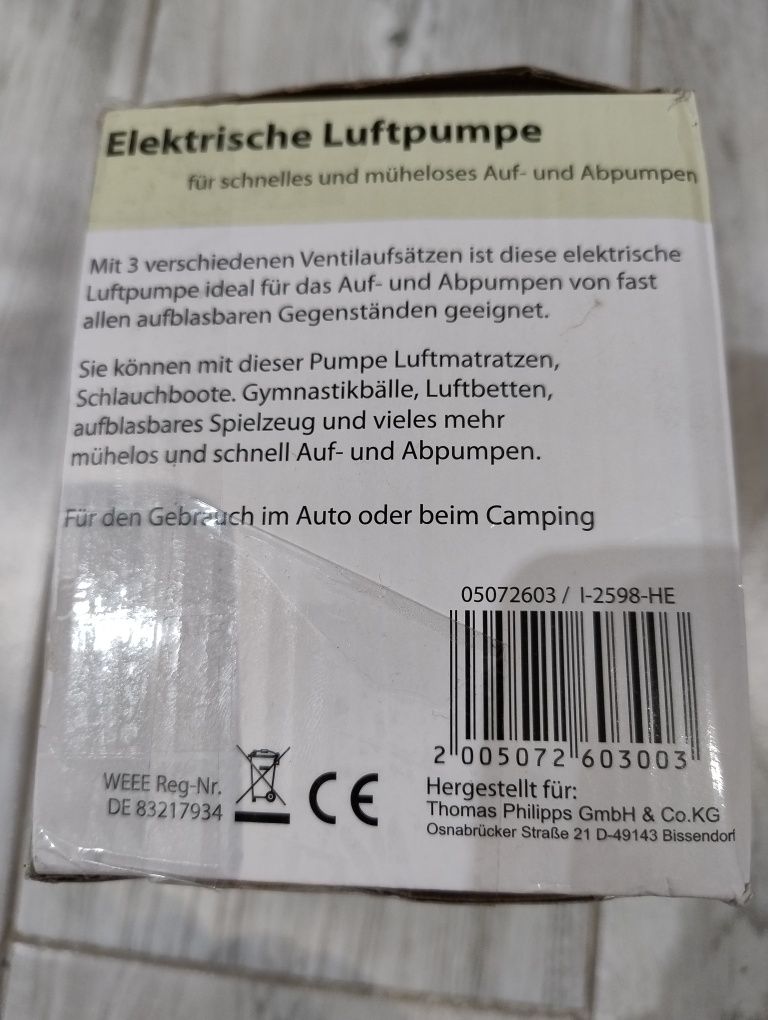 Elektrische Luftpumpe
für schnelles und müheloses Auf- und Abpumpen
Mit 3 verschiedenen Ventilaufsätzen ist diese elektrische
Luftpumpe ideal für das Auf- und Abpumpen von fast
allen aufblasbaren Gegenständen geeignet.
Sie können mit dieser Pumpe Luftmatratzen,
Schlauchboote. Gymnastikbälle, Luftbetten,
aufblasbares Spielzeug und vieles mehr
mühelos und schnell Auf- und Abpumpen.
Für den Gebrauch im Auto oder beim Camping
05072603 / I-2598-HE
2 005072 603003
WEEE Reg-Nr.
DE 83217934
CE
Hergestellt für:
Thomas Philipps GmbH & Co.KG
Osnabrücker Straße 21 D-49143 Bissendorf